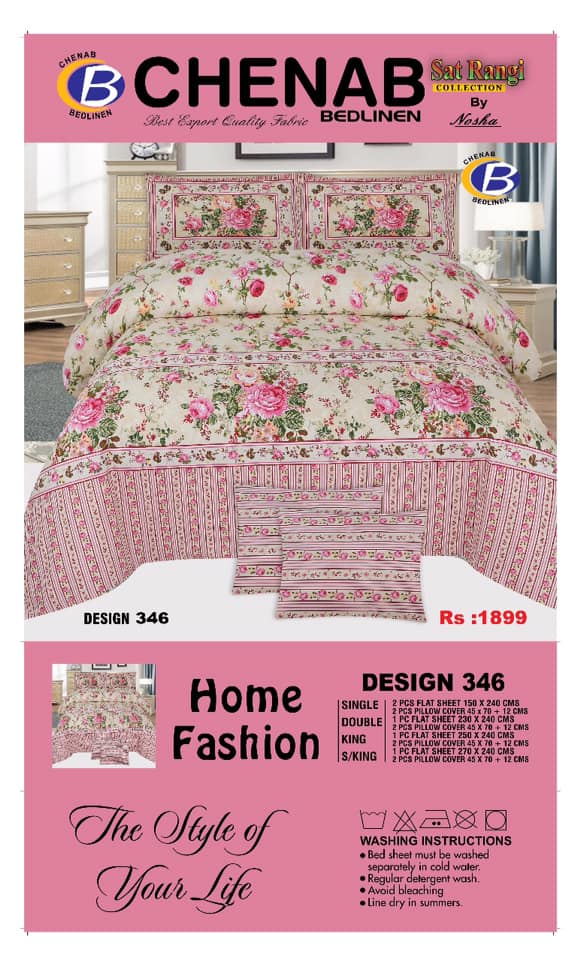 CHENAB
B
BEDLINEN
CHENAB
BEDLINEN
Best Export Quality Fabric
Sat Rangi
COLLECTION
By
Nosha
CHENAB
B
BEDLINEN
DESIGN 346
Rs :1899
Home
Fashion
DESIGN 346
SINGLE 2 PCS FLAT SHEET 150 X 240 CMS
2 PCS PILLOW COVER 45 x 70 + 12 CMS
DOUBLE 1 PC FLAT SHEET 230 X 240 CMS
2 PCS PILLOW COVER 45 X 70 + 12 CMS
KING 1 PC FLAT SHEET 250 X 240 CMS
2 PCS PILLOW COVER 45 X 70 + 12 CMS
S/KING 1 PC FLAT SHEET 270 X 240 CMS
2 PCS PILLOW COVER 45 X 70 + 12 CMS
The Style of
Your Life
WASHING INSTRUCTIONS
● Bed sheet must be washed
separately in cold water.
● Regular detergent wash.
● Avoid bleaching
● Line dry in summers.